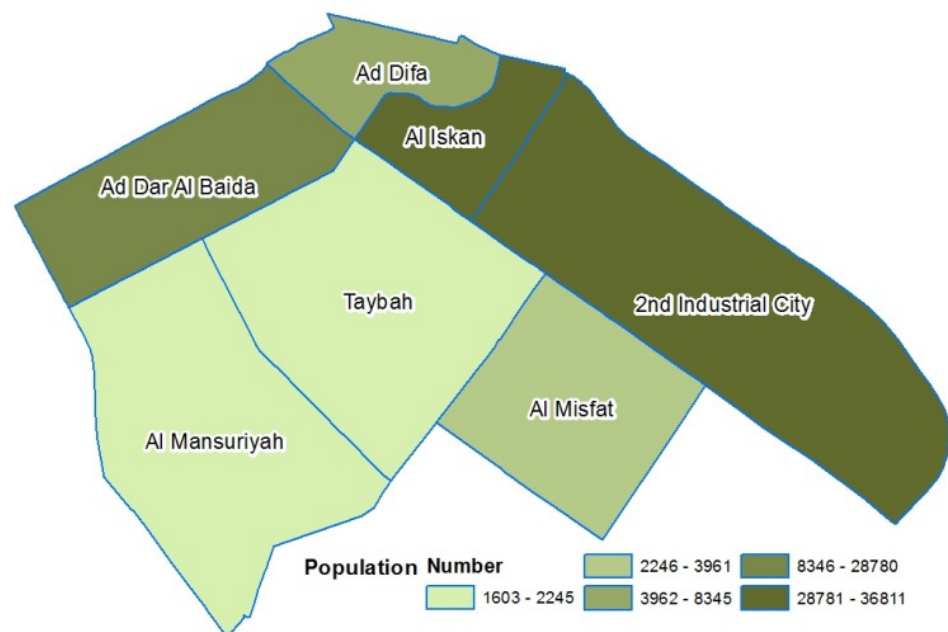 Ad Difa
Al Iskan
Ad Dar Al Baida
Taybah
2nd Industrial City
Al Misfat
Al Mansuriyah
Population Number
1603 - 2245
2246 - 3961
3962 - 8345
8346 - 28780
28781 - 36811